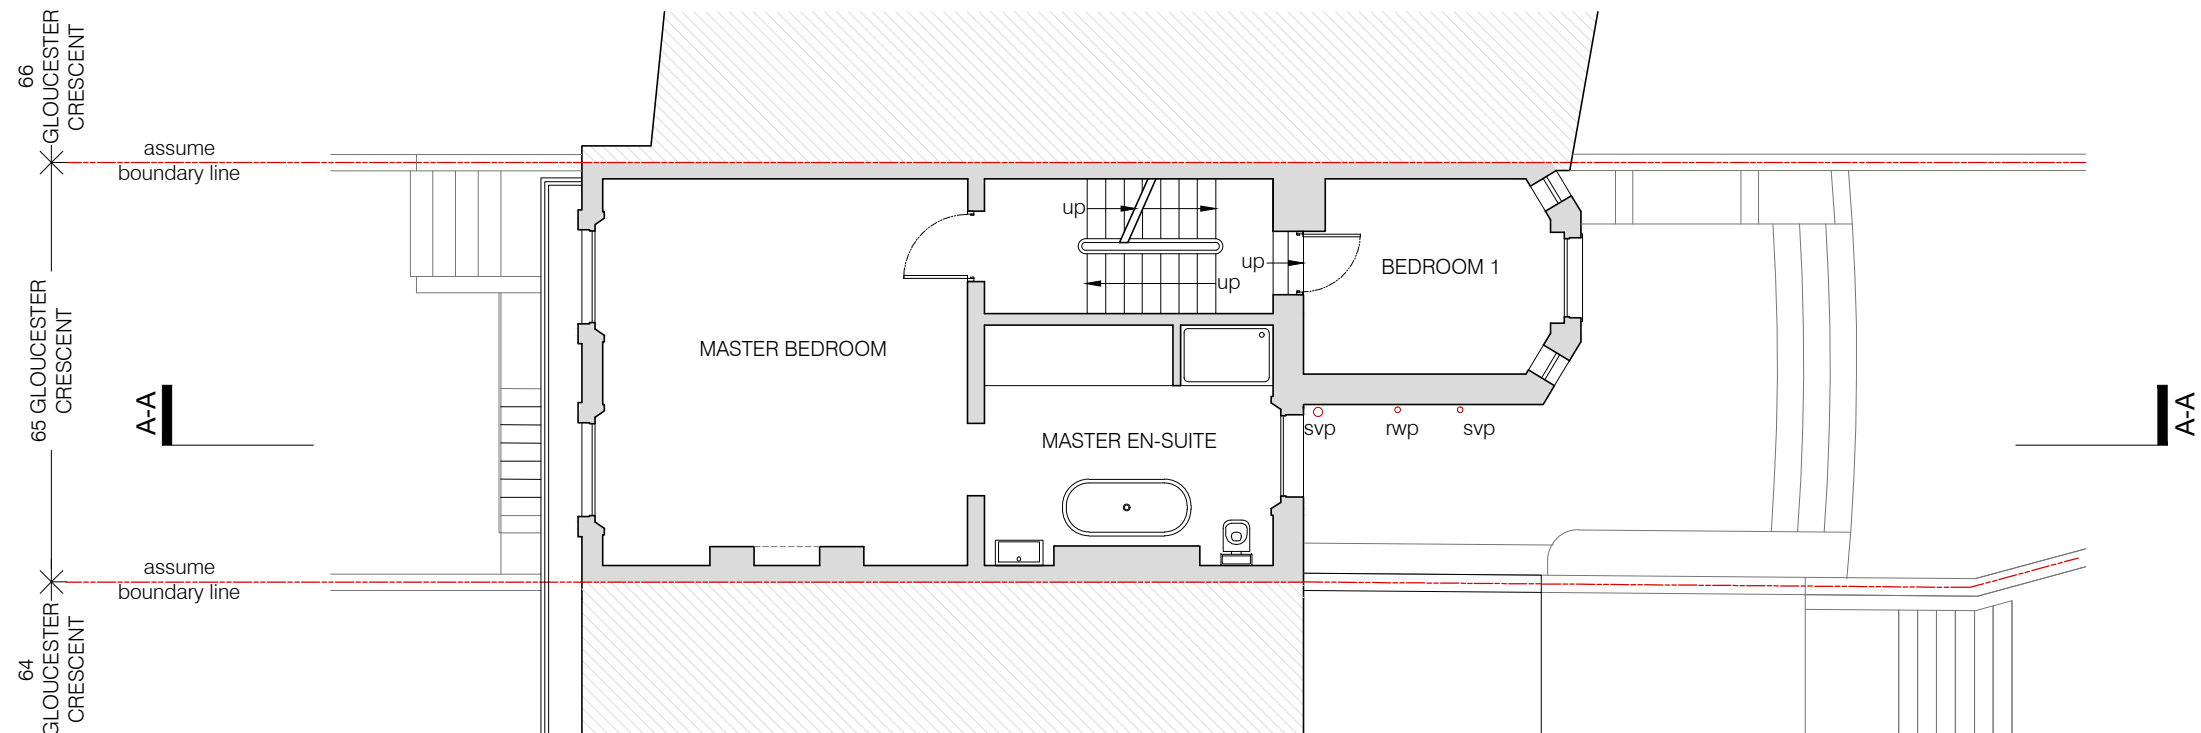 66
GLOUCESTER
CRESCENT
assume
boundary line
65 GLOUCESTER
CRESCENT
A-A
assume
boundary line
64
GLOUCESTER
CRESCENT
up
up
up
BEDROOM 1
MASTER BEDROOM
MASTER EN-SUITE
svp
rwp
svp
A-A